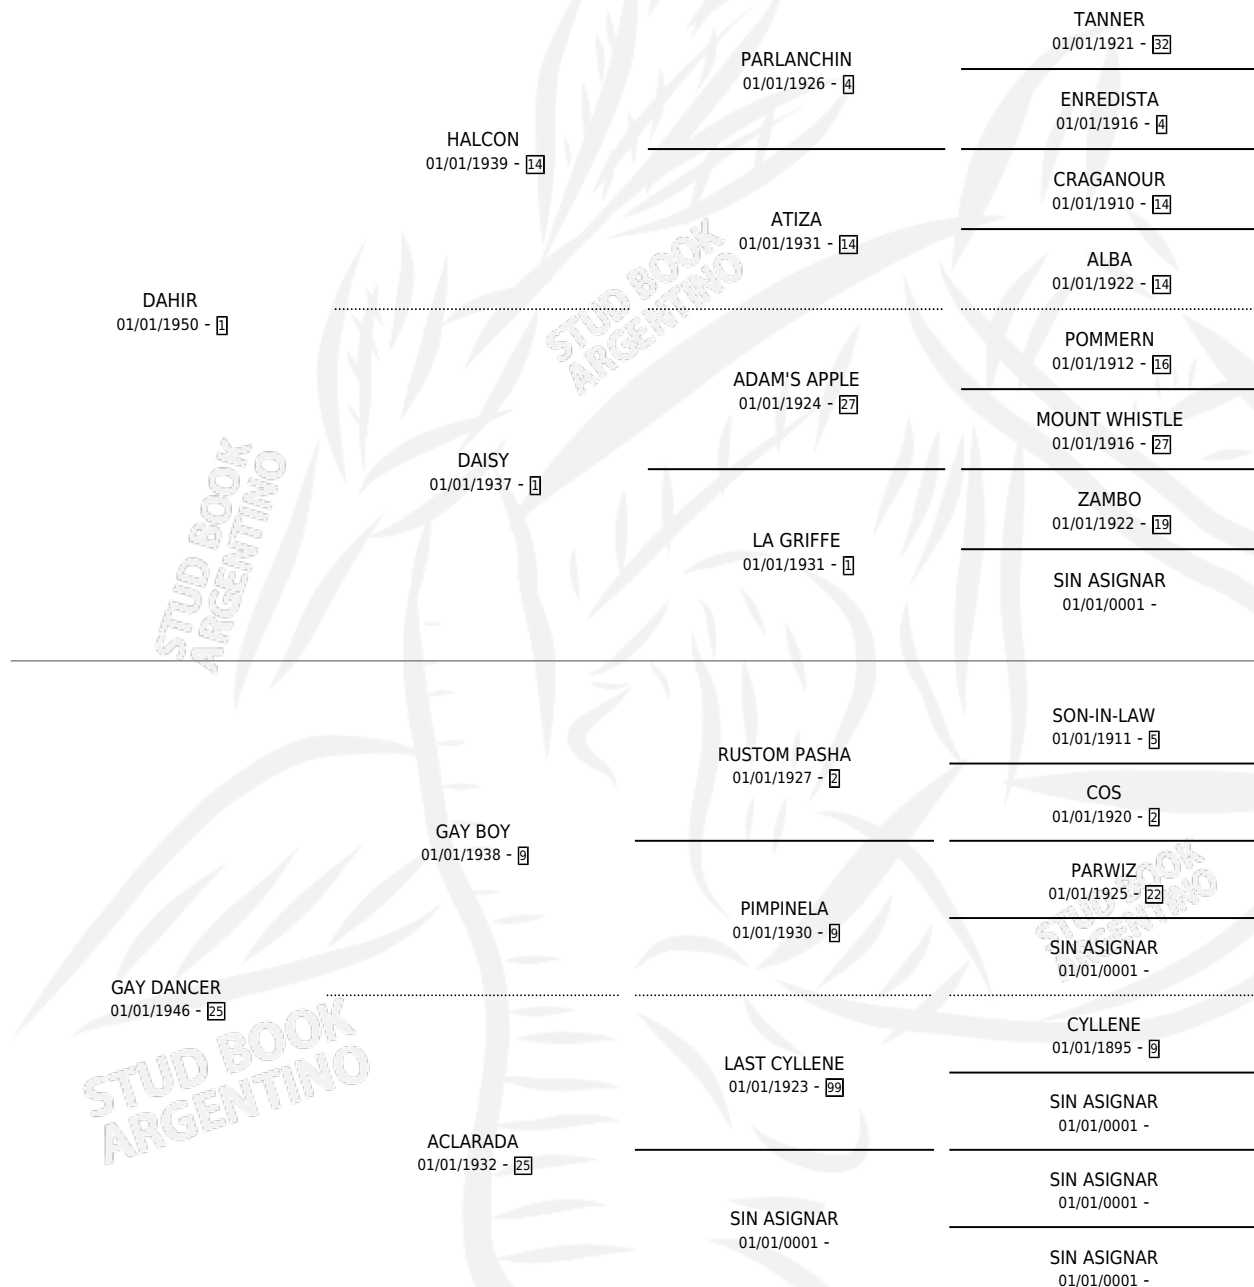 TANNER
01/01/1921 - 32
PARLANCHIN
01/01/1926 - 4
ENREDISTA
01/01/1916 - 4
HALCON
01/01/1939 - 14
CRAGANOUR
01/01/1910 - 14
ATIZA
01/01/1931 - 14
ALBA
01/01/1922 - 14
DAHIR
01/01/1950 - 1
POMMERN
01/01/1912 - 16
ADAM'S APPLE
01/01/1924 - 27
MOUNT WHISTLE
01/01/1916 - 27
DAISY
01/01/1937 - 1
ZAMBO
01/01/1922 - 19
LA GRIFFE
01/01/1931 - 1
SIN ASIGNAR
01/01/0001 -
SON-IN-LAW
01/01/1911 - 5
RUSTOM PASHA
01/01/1927 - 2
COS
01/01/1920 - 2
GAY BOY
01/01/1938 - 9
PARWIZ
01/01/1925 - 22
PIMPINELA
01/01/1930 - 9
SIN ASIGNAR
01/01/0001 -
GAY DANCER
01/01/1946 - 25
CYLLENE
01/01/1895 - 9
LAST CYLLENE
01/01/1923 - 99
SIN ASIGNAR
01/01/0001 -
ACLARADA
01/01/1932 - 25
SIN ASIGNAR
01/01/0001 -
SIN ASIGNAR
01/01/0001 -
SIN ASIGNAR
01/01/0001 -
STUD BOOK
ARGENTINO
STUD BOOK
ARGENTINO
STUD BOOK
ARGENTINO
STUD BOOK
ARGENTINO